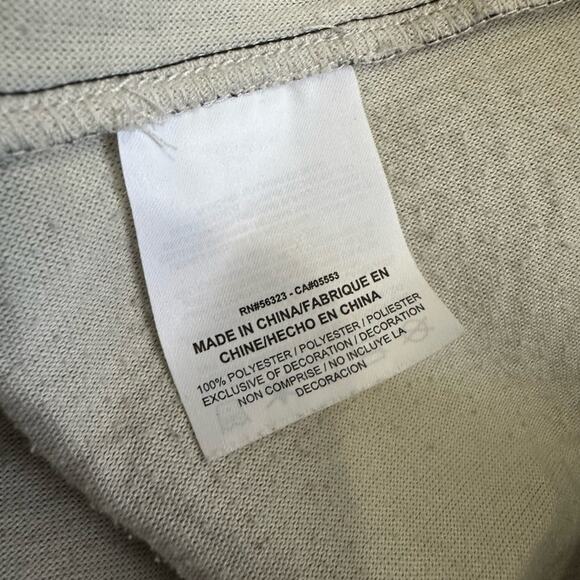 RN#56323 - CA#05553
MADE IN CHINA/FABRIQUE EN
CHINE/HECHO EN CHINA
100% POLYESTER / POLYESTER / POLIESTER
EXCLUSIVE OF DECORATION / DECORATION
NON COMPRISE / NO INCLUYE LA
DECORACION